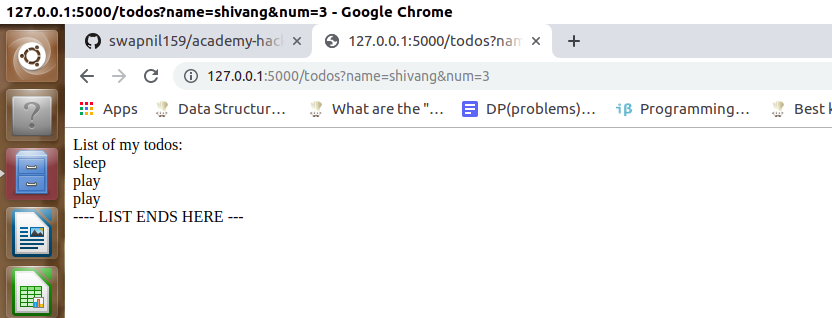 127.0.0.1:5000/todos?name=shivang&num=3 - Google Chrome
swapnil159/academy-hac
127.0.0.1:5000/todos?nam
127.0.0.1:5000/todos?name=shivang&num=3
Apps Data Structur... What are the "... DP(problems)... iβ Programming... Best k
List of my todos:
sleep
play
play
---- LIST ENDS HERE ---